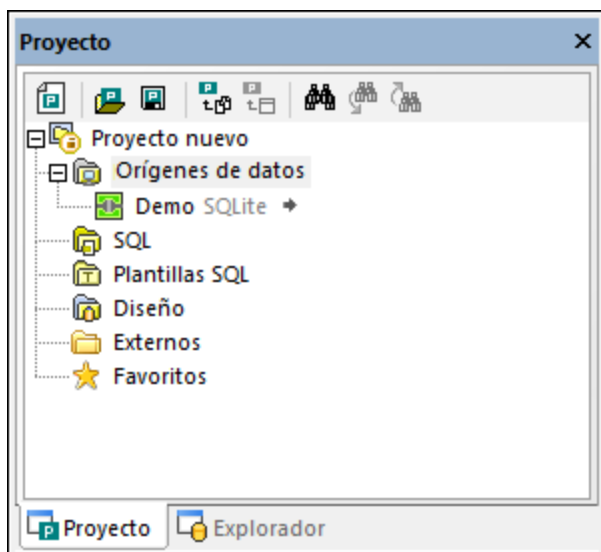 Proyecto
Proyecto nuevo
Orígenes de datos
Demo SQLite
SQL
Plantillas SQL
Diseño
Externos
Favoritos
Proyecto Explorador